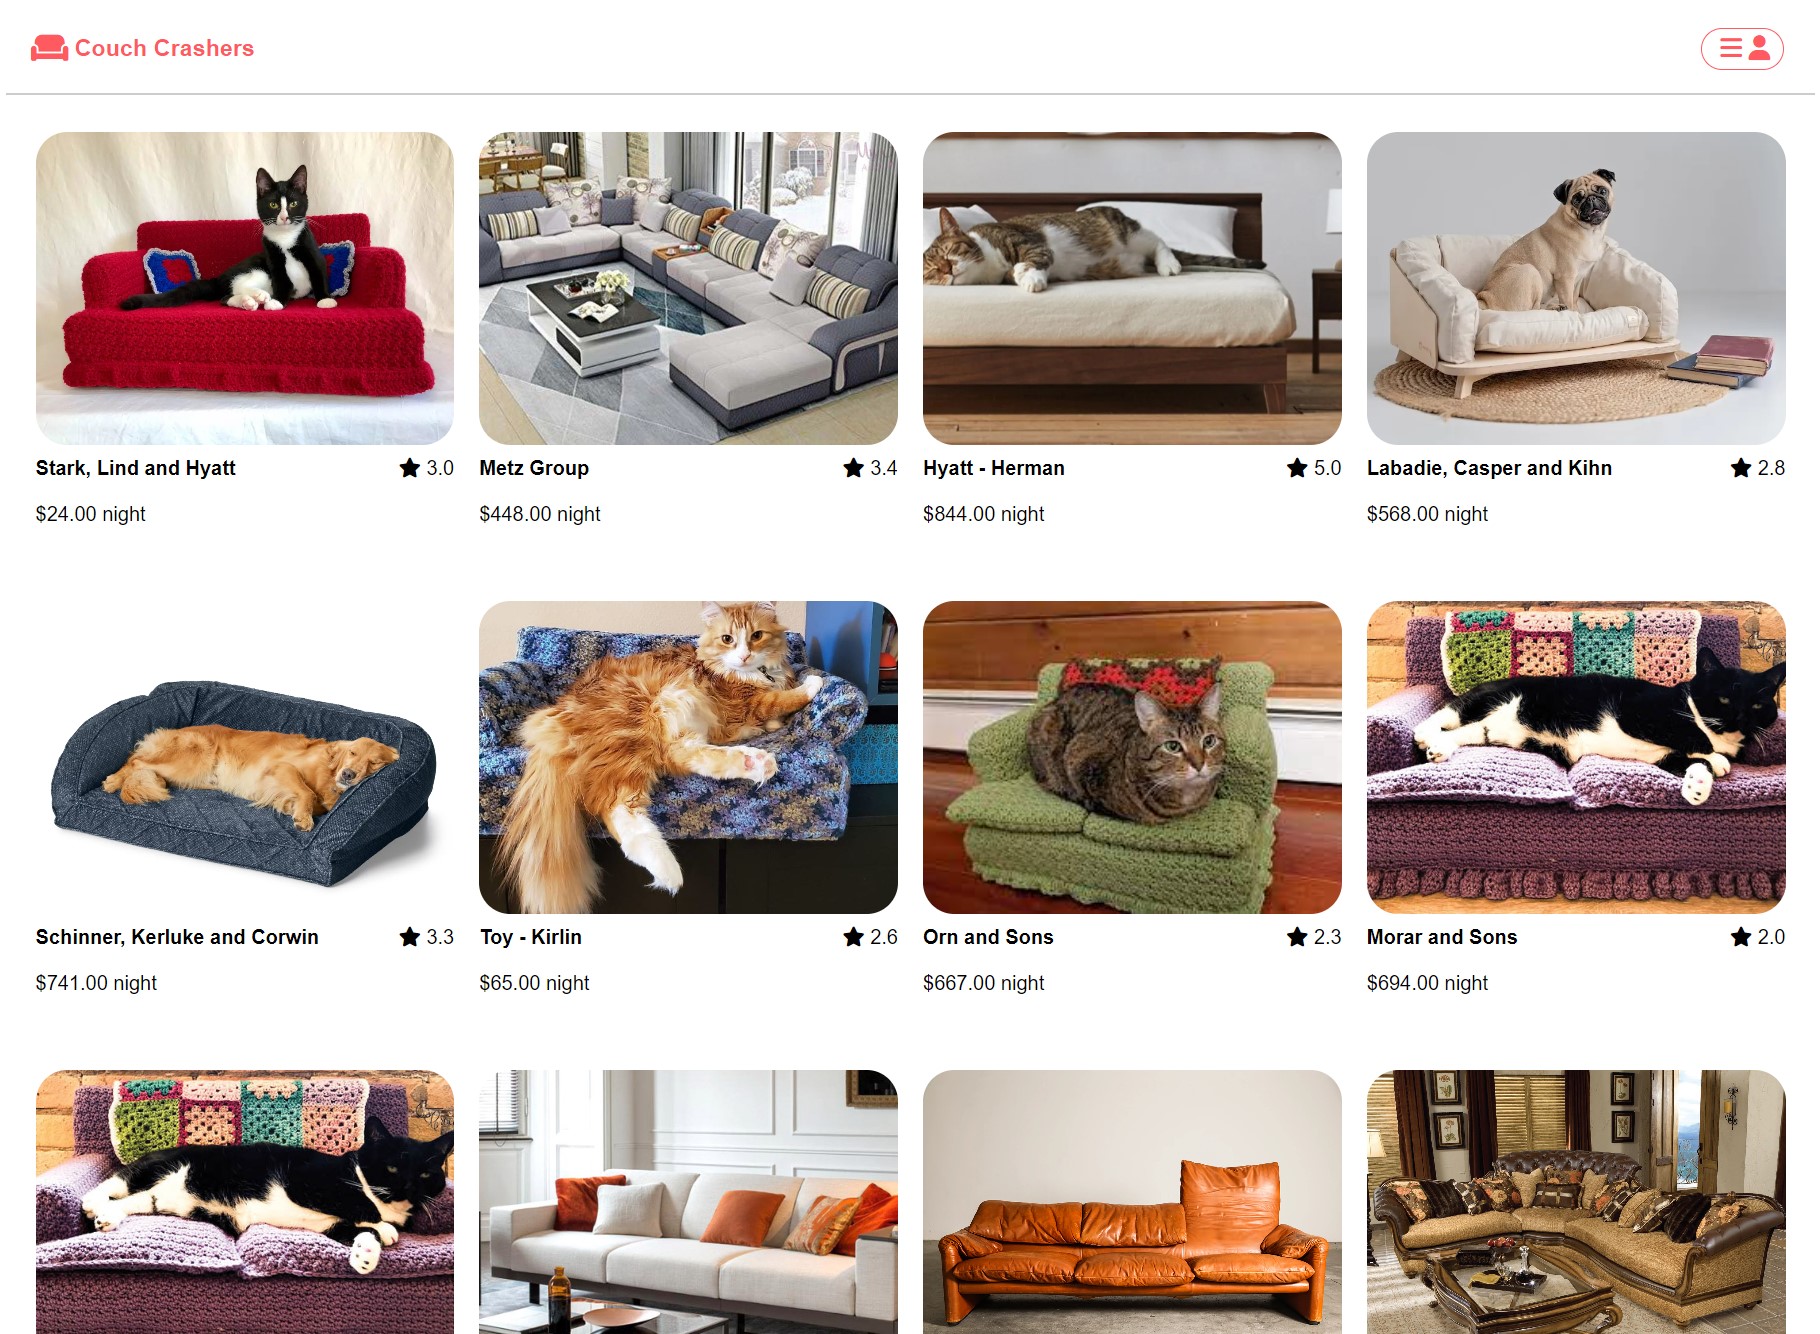 Couch Crashers
Stark, Lind and Hyatt 3.0
$24.00 night
Metz Group 3.4
$448.00 night
Hyatt - Herman 5.0
$844.00 night
Labadie, Casper and Kihn 2.8
$568.00 night
Schinner, Kerluke and Corwin 3.3
$741.00 night
Toy - Kirlin 2.6
$65.00 night
Orn and Sons 2.3
$667.00 night
Morar and Sons 2.0
$694.00 night